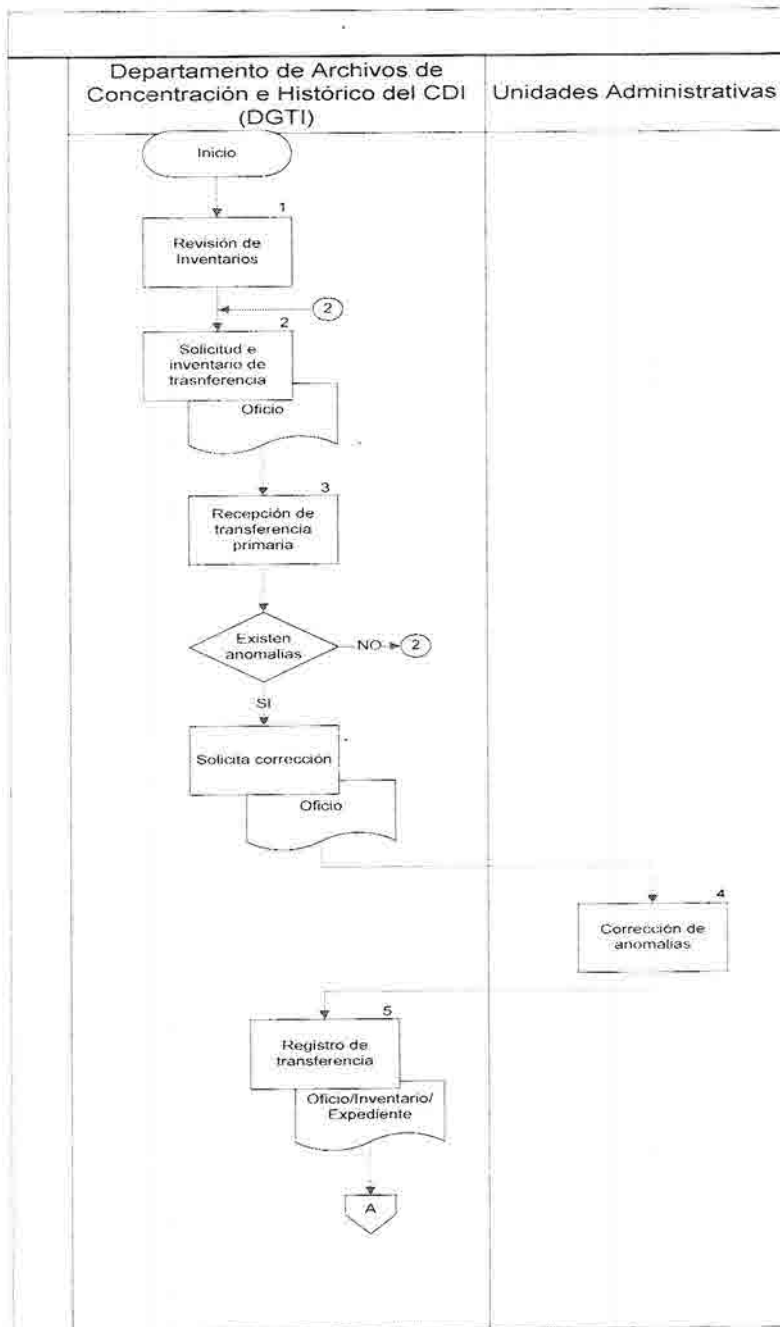 Departamento de Archivos de
Concentración e Histórico del CDI
(DGTI)
Unidades Administrativas
Inicio
1
Revisión de
Inventarios
2
2
Solicitud e
inventario de
trasnferencia
Oficio
3
Recepción de
transferencia
primaria
Existen
anomalias
NO
2
SI
Solicita corrección
Oficio
4
Corrección de
anomalias
5
Registro de
transferencia
Oficio/Inventario/
Expediente
A